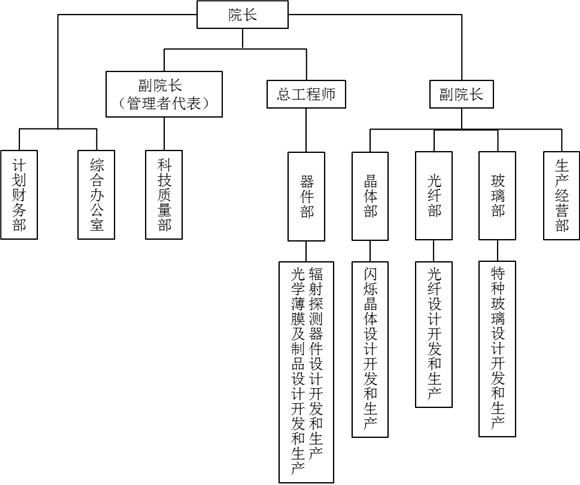 院长
副院长
（管理者代表）
总工程师
副院长
计划财务部
综合办公室
科技质量部
器件部
晶体部
光纤部
玻璃部
生产经营部
辐射探测器件设计开发和生产
光学薄膜及制品设计开发和生产
闪烁晶体设计开发和生产
光纤设计开发和生产
特种玻璃设计开发和生产